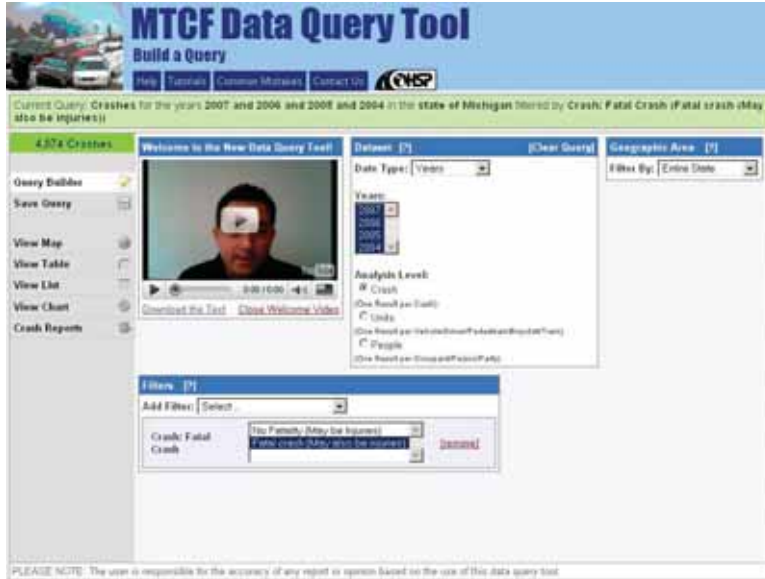 MTCF Data Query Tool
Build a Query
Help Tutorials Common Mistakes Contact Us OHSP
Current Query: Crashes for the years 2007 and 2006 and 2005 and 2004 in the state of Michigan filtered by Crash: Fatal Crash (Fatal crash (May
also be injuries))
4,074 Crashes
Query Builder
Save Query
View Map
View Table
View List
View Chart
Crash Reports
Welcome to the New Data Query Tool!
0:00 / 0:00
Download the Tool Close Welcome Video
Dataset [?] [Clear Query]
Date Type: Years
Years:
2007
2006
2005
2004
Analysis Level:
Crash
(One Result per Crash)
Units
People
Geographic Area [?]
Filter By: Entire State
Filters [?]
Add Filter: Select...
Crash: Fatal
Crash
No Fatality (May be Injuries)
Fatal crash (May also be injuries)
[remove]
PLEASE NOTE: The user is responsible for the accuracy of any report or opinion based on the use of this data query tool